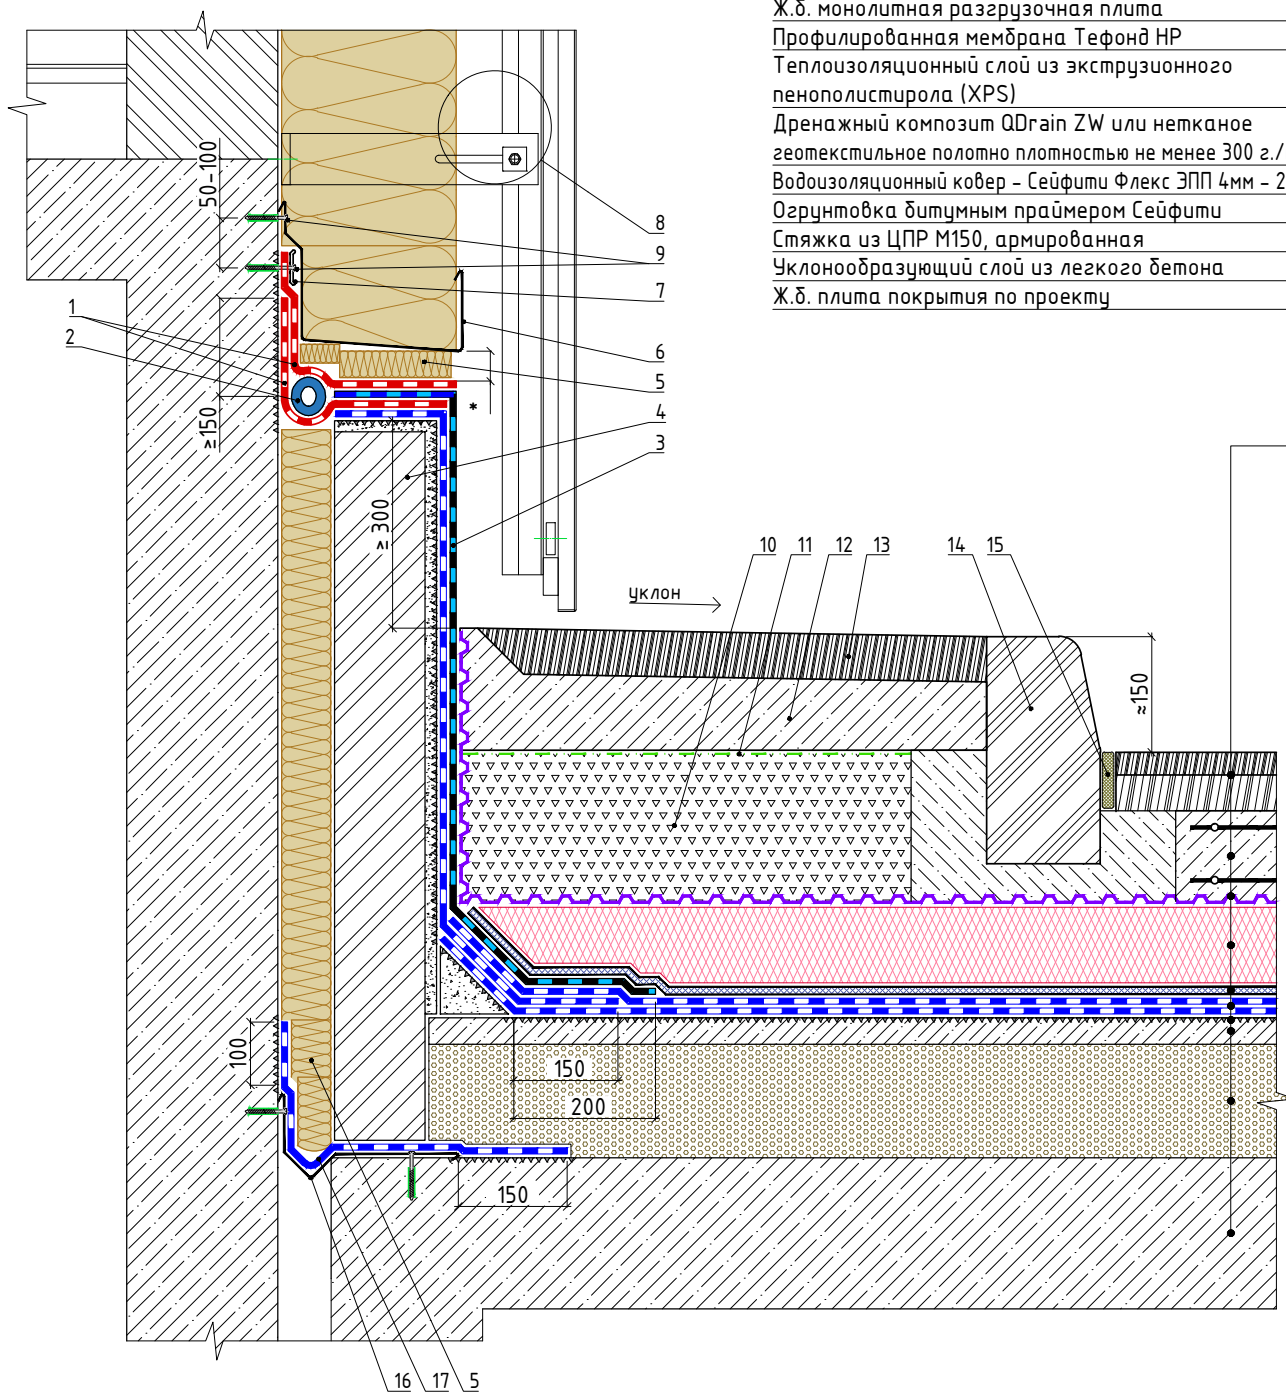 Ж.б. монолитная разгрузочная плита
Профилированная мембрана Тефонд HP
Теплоизоляционный слой из экструзионного
пенополистирола (XPS)
Дренажный композит QDrain ZW или нетканое
геотекстильное полотно плотностью не менее 300 г./
Водоизоляционный ковер - Сейфити Флекс ЭПП 4мм - 2
Огрунтовка битумным праймером Сейфити
Стяжка из ЦПР М150, армированная
Уклонообразующий слой из легкого бетона
Ж.б. плита покрытия по проекту
50-100
8
9
7
1
2
6
5
*
4
3
≥150
≥300
10 11 12 13 14 15
уклон
≈150
100
150
200
150
16 17 5